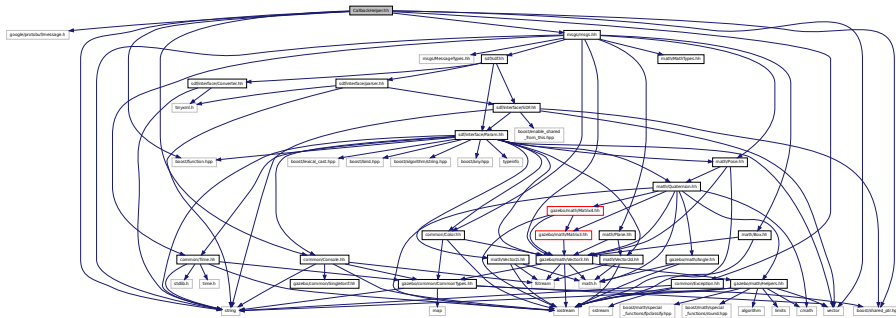 CallbackHelper.hh
google/protobuf/message.h
msgs/msgs.hh
msgs/MessageTypes.hh
sdf/sdf.hh
math/MathTypes.hh
sdf/interface/Converter.hh
sdf/interface/parser.hh
tinyxml.h
sdf/interface/SDF.hh
sdf/interface/Param.hh
boost/enable_shared
_from_this.hpp
boost/function.hpp
boost/lexical_cast.hpp
boost/bind.hpp
boost/algorithm/string.hpp
boost/any.hpp
typeinfo
math/Pose.hh
math/Quaternion.hh
gazebo/math/Matrix4.hh
common/Color.hh
gazebo/math/Matrix3.hh
math/Plane.hh
math/Box.hh
common/Time.hh
common/Console.hh
math/Vector2i.hh
gazebo/math/Vector3.hh
math/Vector2d.hh
gazebo/math/Angle.hh
stdlib.h
time.h
gazebo/common/SingletonT.hh
gazebo/common/CommonTypes.hh
fstream
math.h
common/Exception.hh
gazebo/math/Helpers.hh
string
map
iostream
sstream
boost/math/special
_functions/fpclassify.hpp
boost/math/special
_functions/round.hpp
algorithm
limits
cmath
vector
boost/shared_ptr.hpp